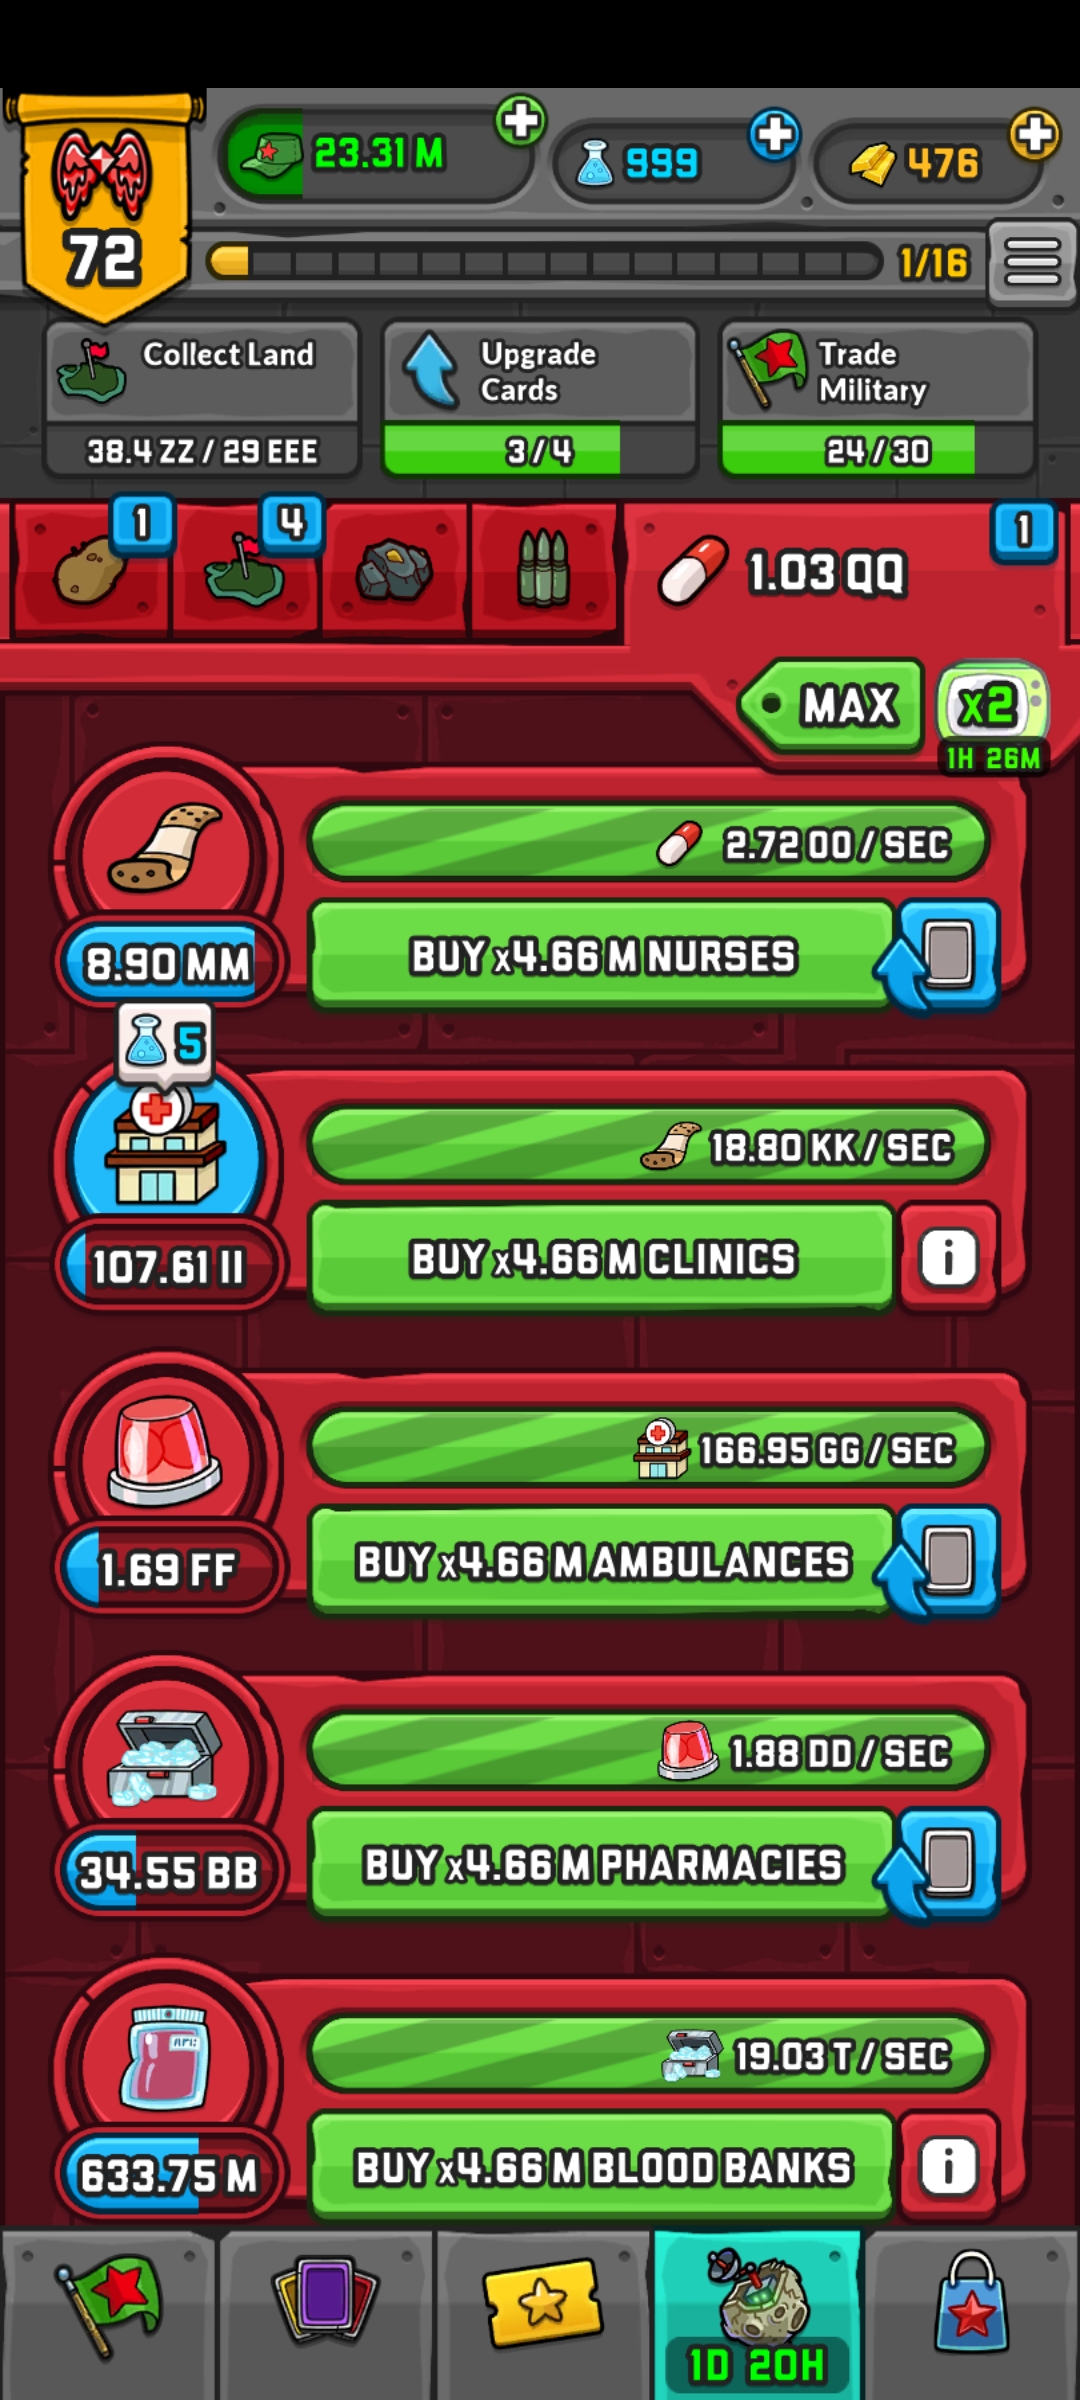 23.31 M
999
476
72
1/16
Collect Land
38.4 ZZ / 29 EEE
Upgrade
Cards
3/4
Trade
Military
24/30
1
4
1.03 QQ
1
MAX
x2
1H 26M
2.72 OO / SEC
8.90 MM
BUY x4.66 M NURSES
5
18.80 KK / SEC
107.61 II
BUY x4.66 M CLINICS
i
166.95 GG / SEC
1.69 FF
BUY x4.66 M AMBULANCES
1.88 DD / SEC
34.55 BB
BUY x4.66 M PHARMACIES
19.03 T / SEC
633.75 M
BUY x4.66 M BLOOD BANKS
i
1D 20H